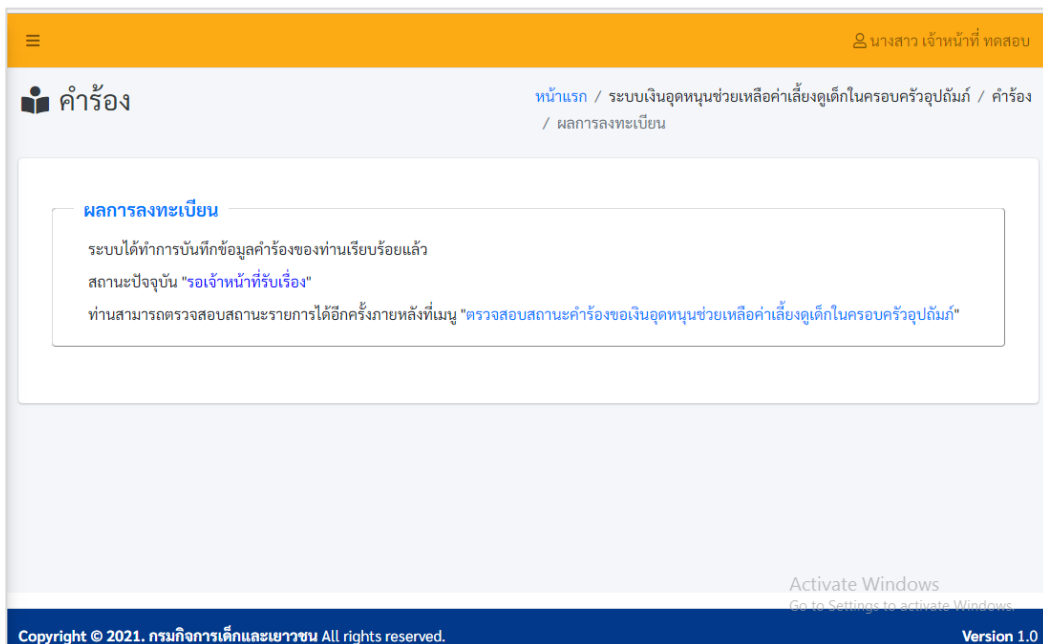 นางสาว เจ้าหน้าที่ ทดสอบ
คำร้อง
หน้าแรก / ระบบเงินอุดหนุนช่วยเหลือค่าเลี้ยงดูเด็กในครอบครัวอุปถัมภ์ / คำร้อง
/ ผลการลงทะเบียน
ผลการลงทะเบียน
ระบบได้ทำการบันทึกข้อมูลคำร้องของท่านเรียบร้อยแล้ว
สถานะปัจจุบัน "รอเจ้าหน้าที่รับเรื่อง"
ท่านสามารถตรวจสอบสถานะรายการได้อีกครั้งภายหลังที่เมนู "ตรวจสอบสถานะคำร้องขอเงินอุดหนุนช่วยเหลือค่าเลี้ยงดูเด็กในครอบครัวอุปถัมภ์"
Activate Windows
Go to Settings to activate Windows.
Copyright © 2021. กรมกิจการเด็กและเยาวชน All rights reserved.
Version 1.0